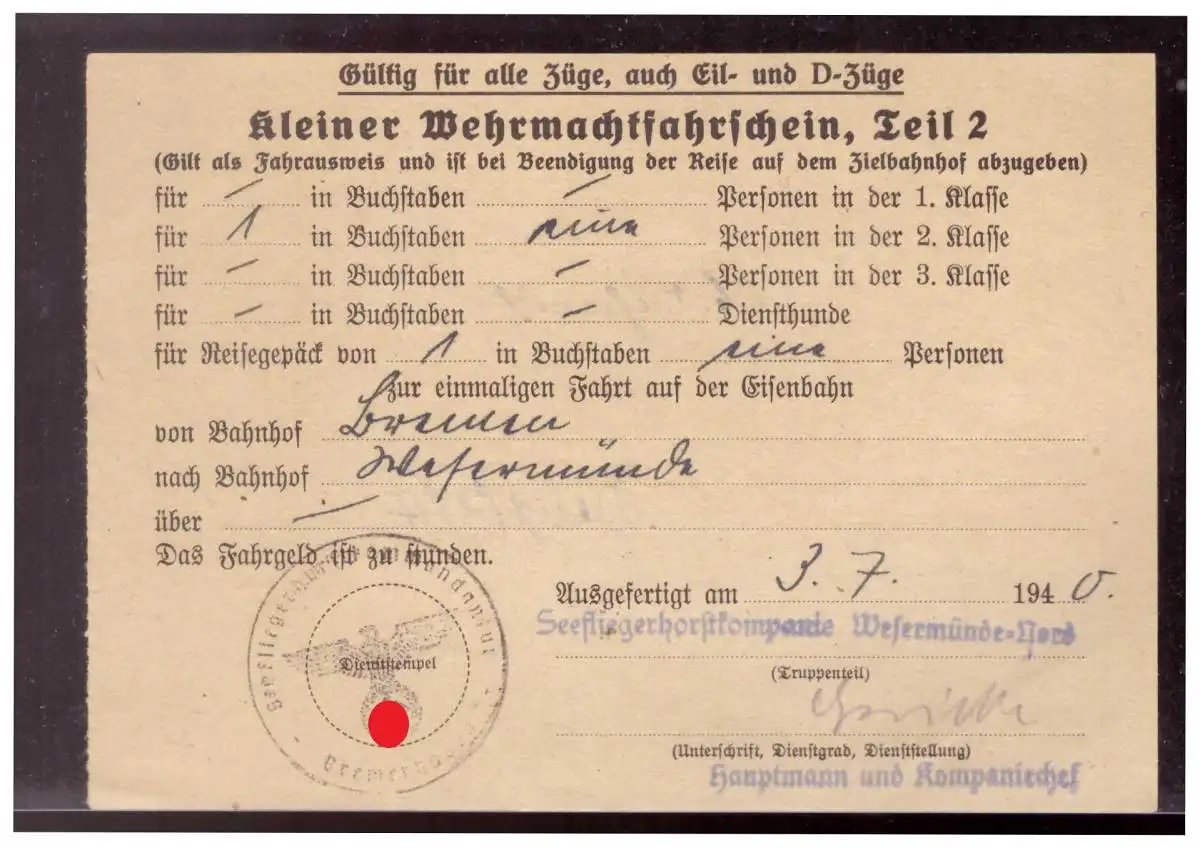 Gültig für alle Züge, auch Eil- und D-Züge
Kleiner Wehrmachtfahrschein, Teil 2
(Gilt als Fahrausweis und ist bei Beendigung der Reise auf dem Zielbahnhof abzugeben)
für — in Buchstaben — Personen in der 1. Klasse
für 1 in Buchstaben eine Personen in der 2. Klasse
für — in Buchstaben — Personen in der 3. Klasse
für — in Buchstaben — Diensthunde
für Reisegepäck von 1 in Buchstaben eine Personen
Zur einmaligen Fahrt auf der Eisenbahn
von Bahnhof Bremen
nach Bahnhof Wesermünde
über —
Das Fahrgeld ist zu stunden.
Ausgefertigt am 3. 7. 1940.
Seefliegerhorstkompanie Wesermünde-Nord
Dienststempel
(Truppenteil)
(Unterschrift, Dienstgrad, Dienststellung)
Hauptmann und Kompaniechef